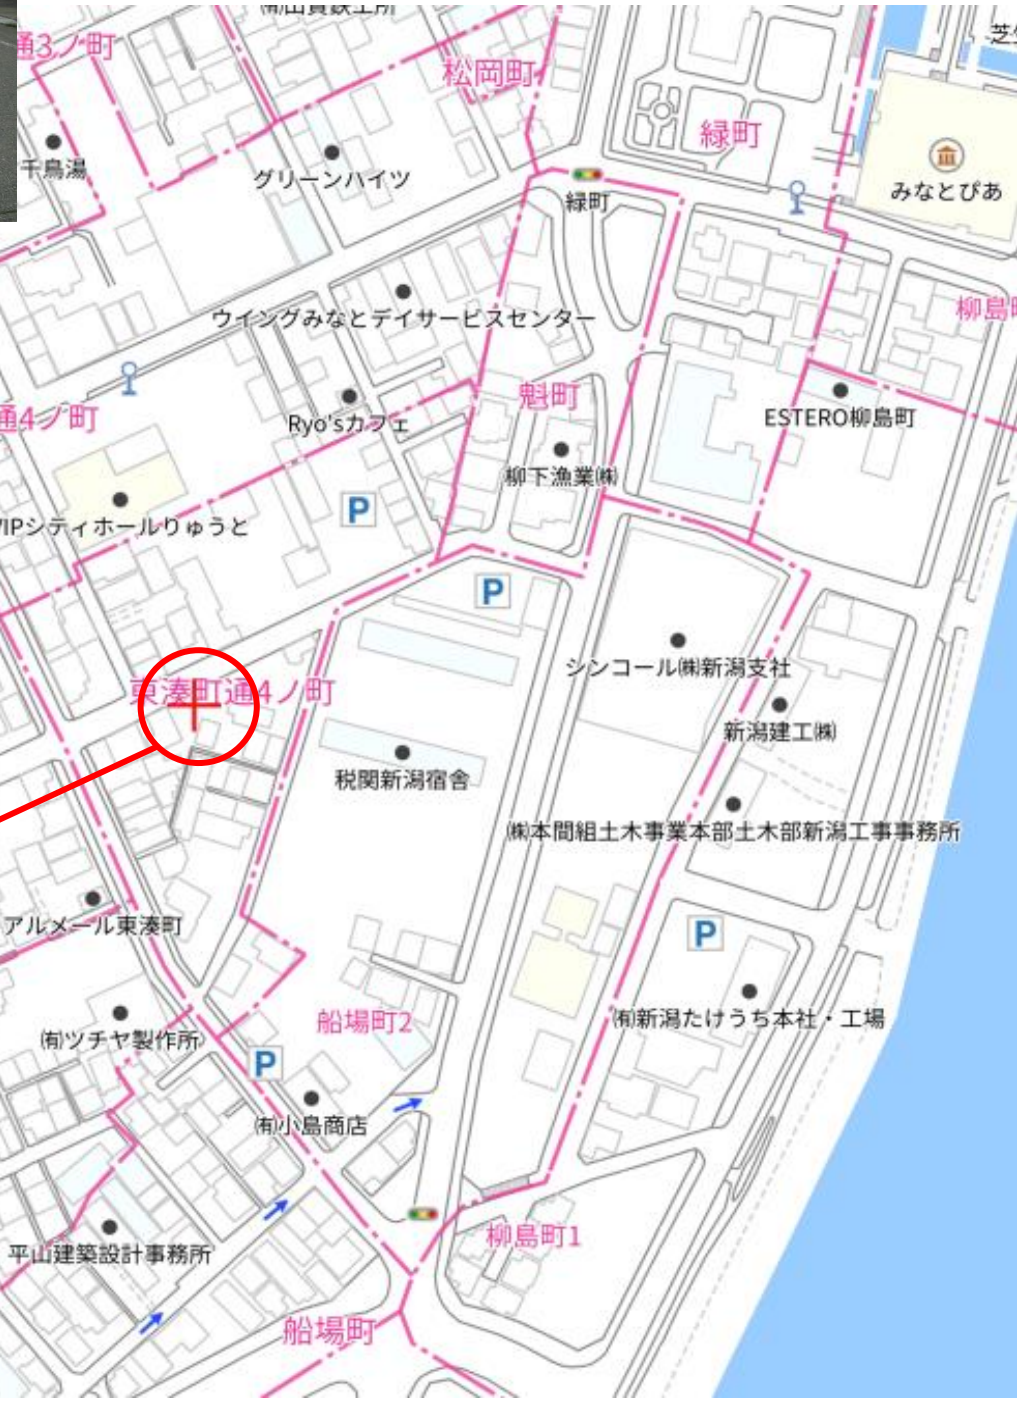 ㈲山貴鉄工所
芝生
通3ノ町
松岡町
緑町
千鳥湯
グリーンハイツ
みなとぴあ
緑町
柳島町
ウイングみなとデイサービスセンター
魁町
通4ノ町
Ryo'sカフェ
ESTERO柳島町
柳下漁業㈱
P
VIPシティホールりゅうと
P
シンコール㈱新潟支社
東湊町通4ノ町
新潟建工㈱
税関新潟宿舎
㈱本間組土木事業本部土木部新潟工事事務所
アルメール東湊町
P
船場町2
㈲新潟たけうち本社・工場
㈲ツチヤ製作所
P
㈲小島商店
柳島町1
平山建築設計事務所
船場町